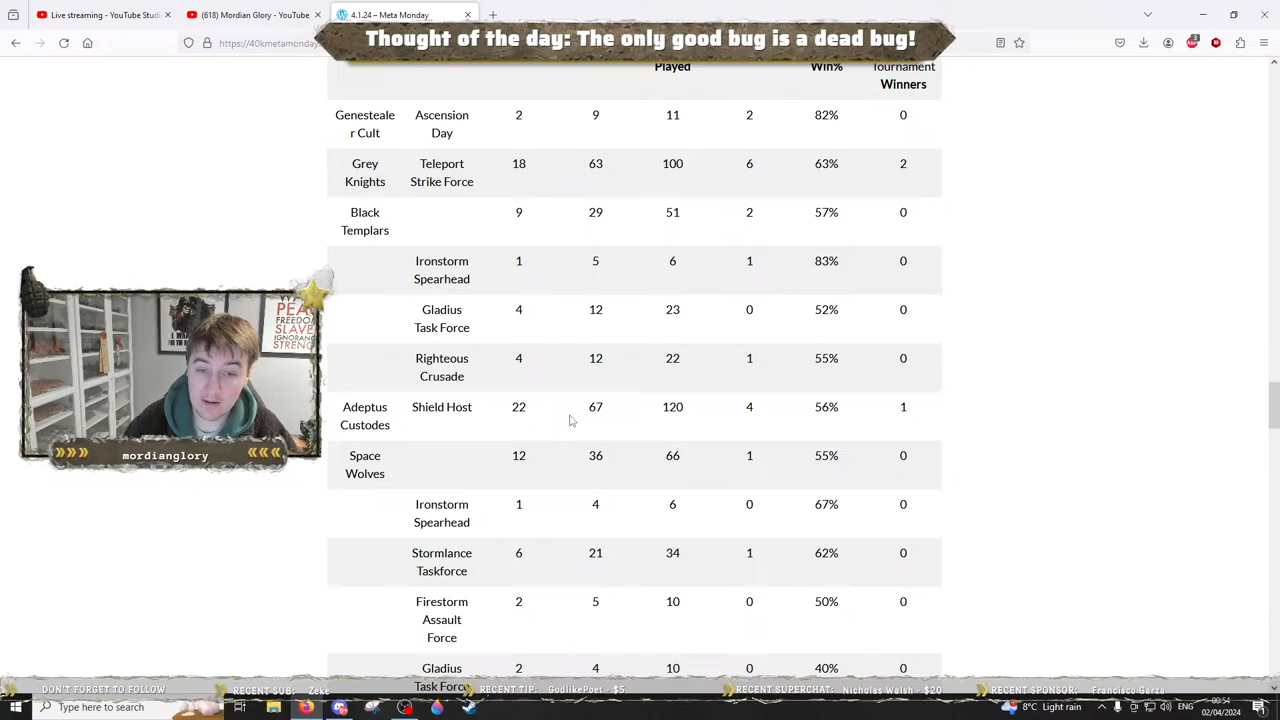 Live streaming - YouTube Studi
(618) Mordian Glory - YouTube
4.1.24 – Meta Monday
https://40kmetamonday
Thought of the day: The only good bug is a dead bug!
Played Win% Tournament
Winners
Genesteale Ascension 2 9 11 2 82% 0
r Cult Day
Grey Teleport 18 63 100 6 63% 2
Knights Strike Force
Black 9 29 51 2 57% 0
Templars
Ironstorm 1 5 6 1 83% 0
Spearhead
Gladius 4 12 23 0 52% 0
Task Force
Righteous 4 12 22 1 55% 0
Crusade
Adeptus Shield Host 22 67 120 4 56% 1
Custodes
Space 12 36 66 1 55% 0
Wolves
Ironstorm 1 4 6 0 67% 0
Spearhead
Stormlance 6 21 34 1 62% 0
Taskforce
Firestorm 2 5 10 0 50% 0
Assault
Force
Gladius 2 4 10 0 40% 0
Task Force
PEA
FREEDO
SLAVE
IGNORANC
STRENG
mordianglory
DON'T FORGET TO FOLLOW RECENT SUB: Zeke RECENT TIP: GodlikePoet - $5 RECENT SUPERCHAT: Nicholas Walsh - $20 RECENT SPONSOR: Francisco Garza
Type here to search
8°C Light rain
ENG
00:54
02/04/2024